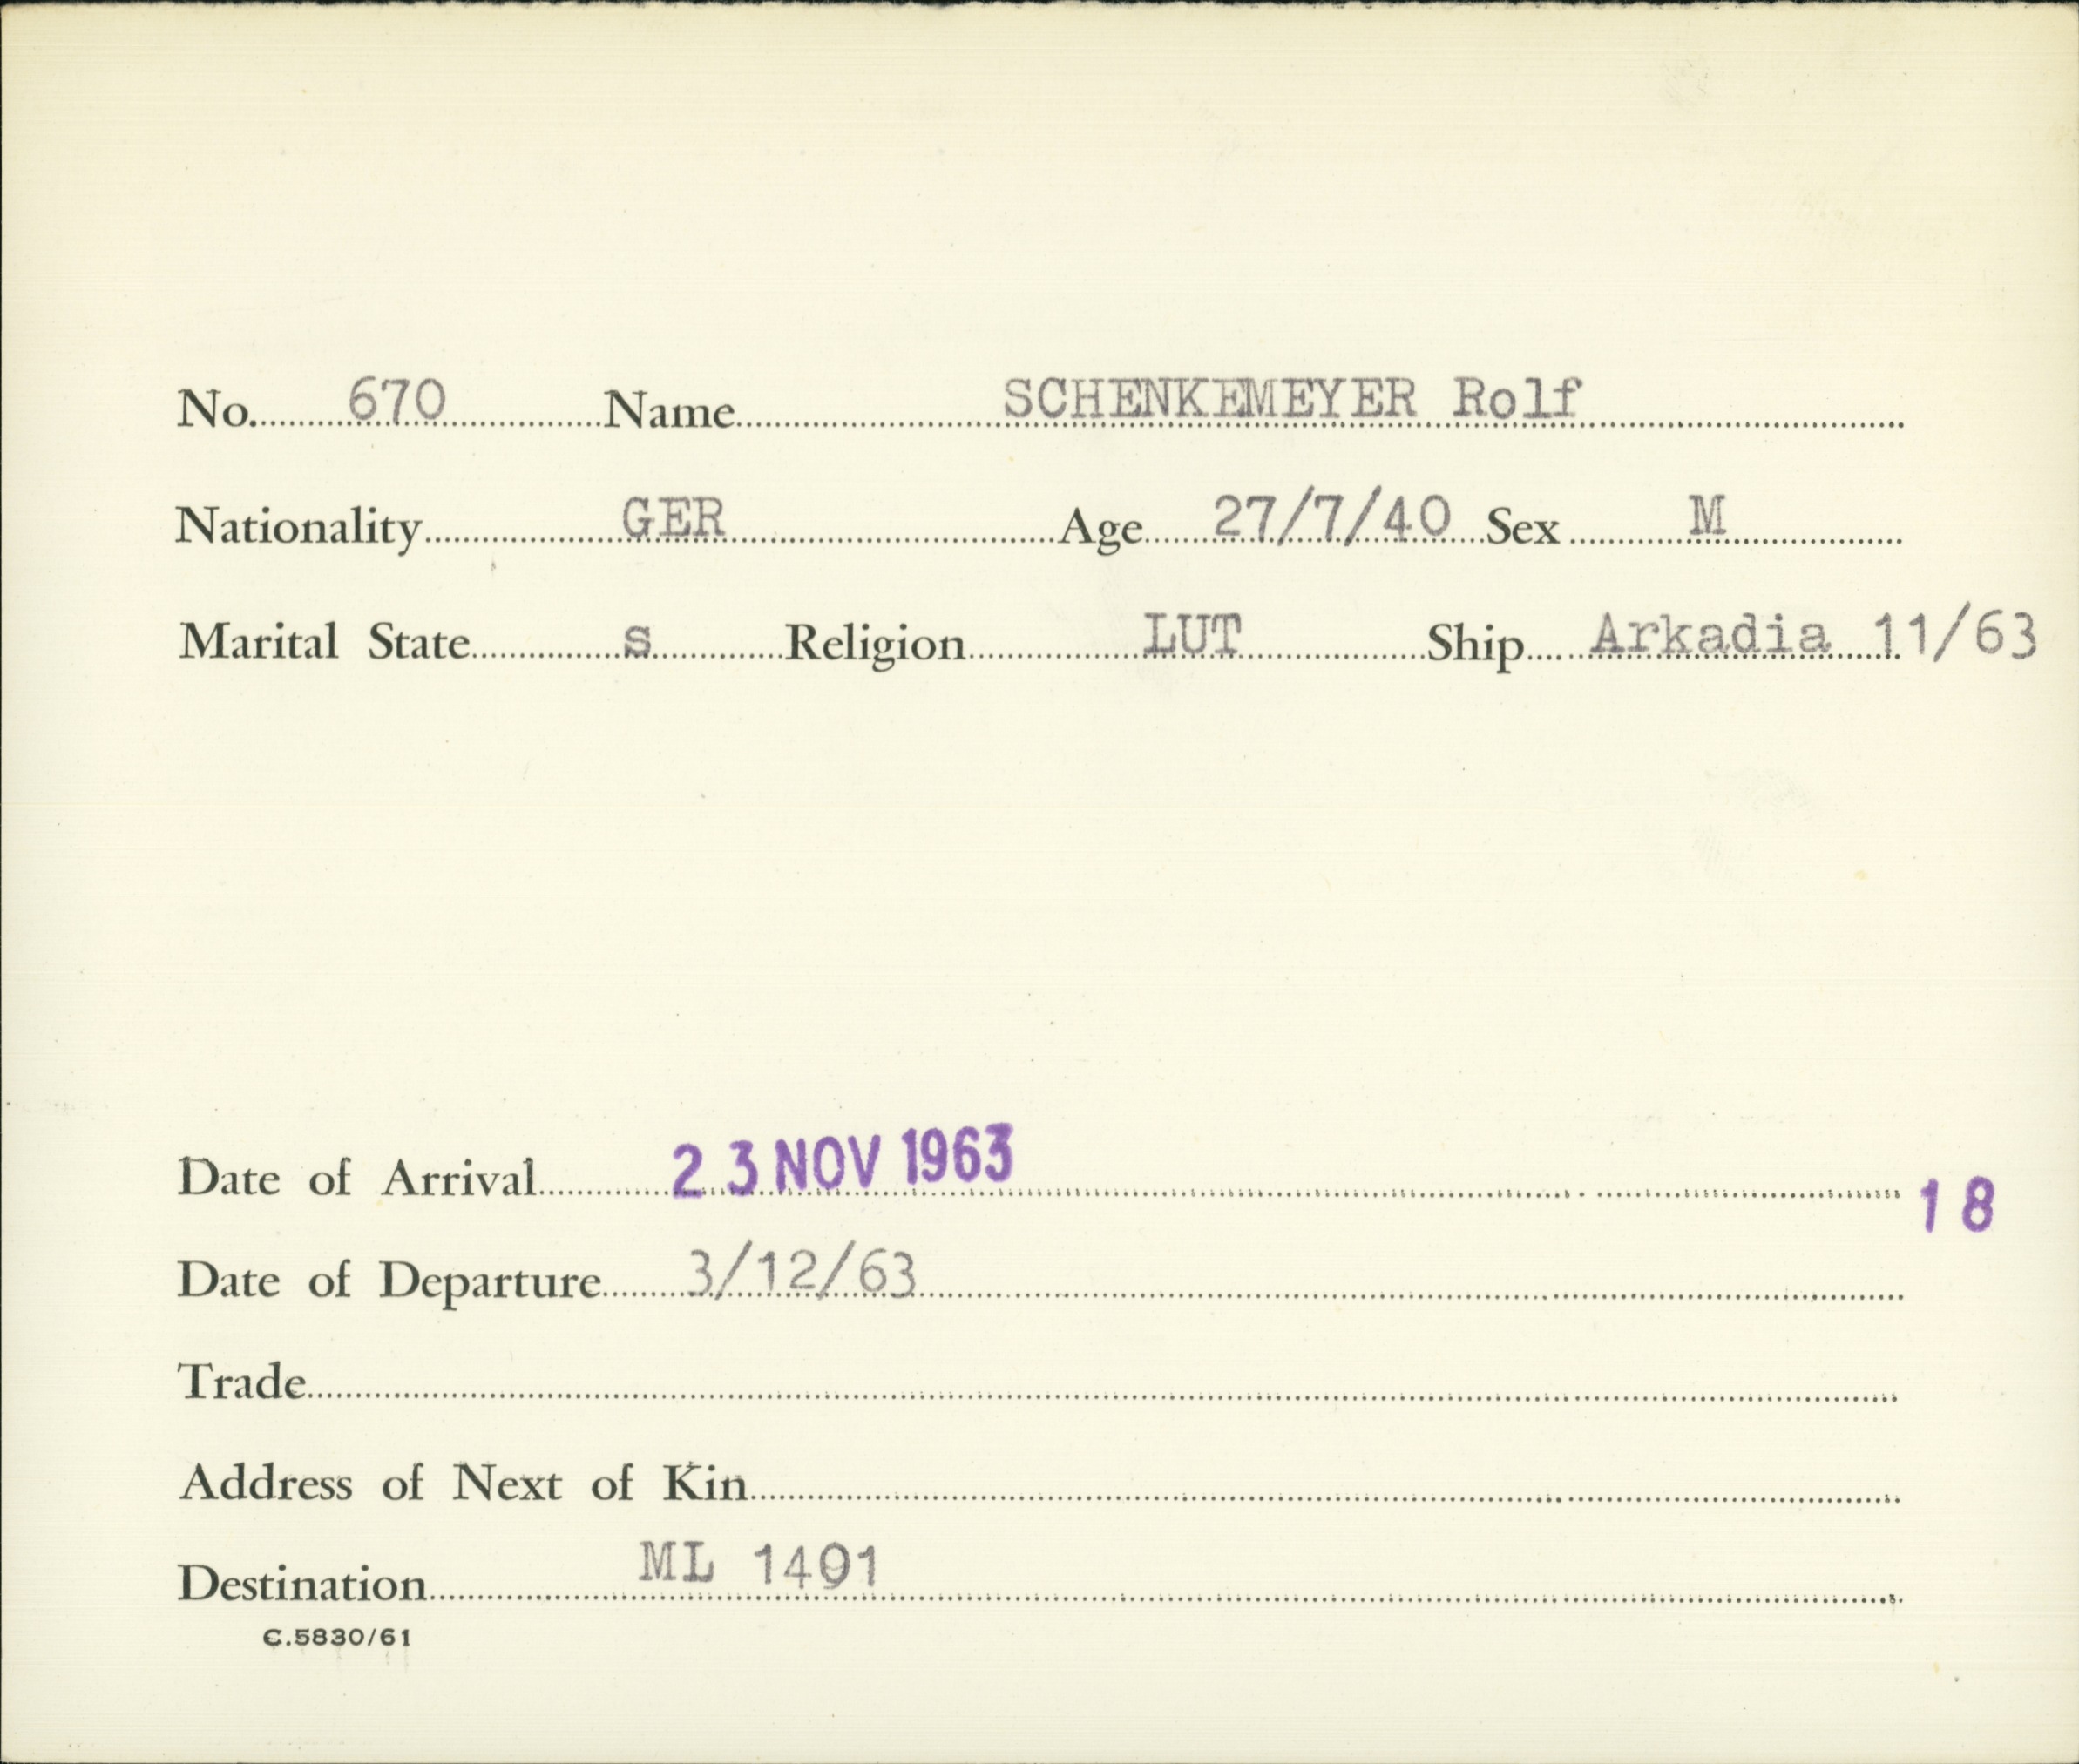 No. 670 Name SCHENKEMEYER Rolf
Nationality GER Age 27/7/40 Sex M
Marital State s Religion LUT Ship Arkadia 11/63
Date of Arrival 23 NOV 1963 18
Date of Departure 3/12/63
Trade
Address of Next of Kin
Destination ML 1491
C.5830/61